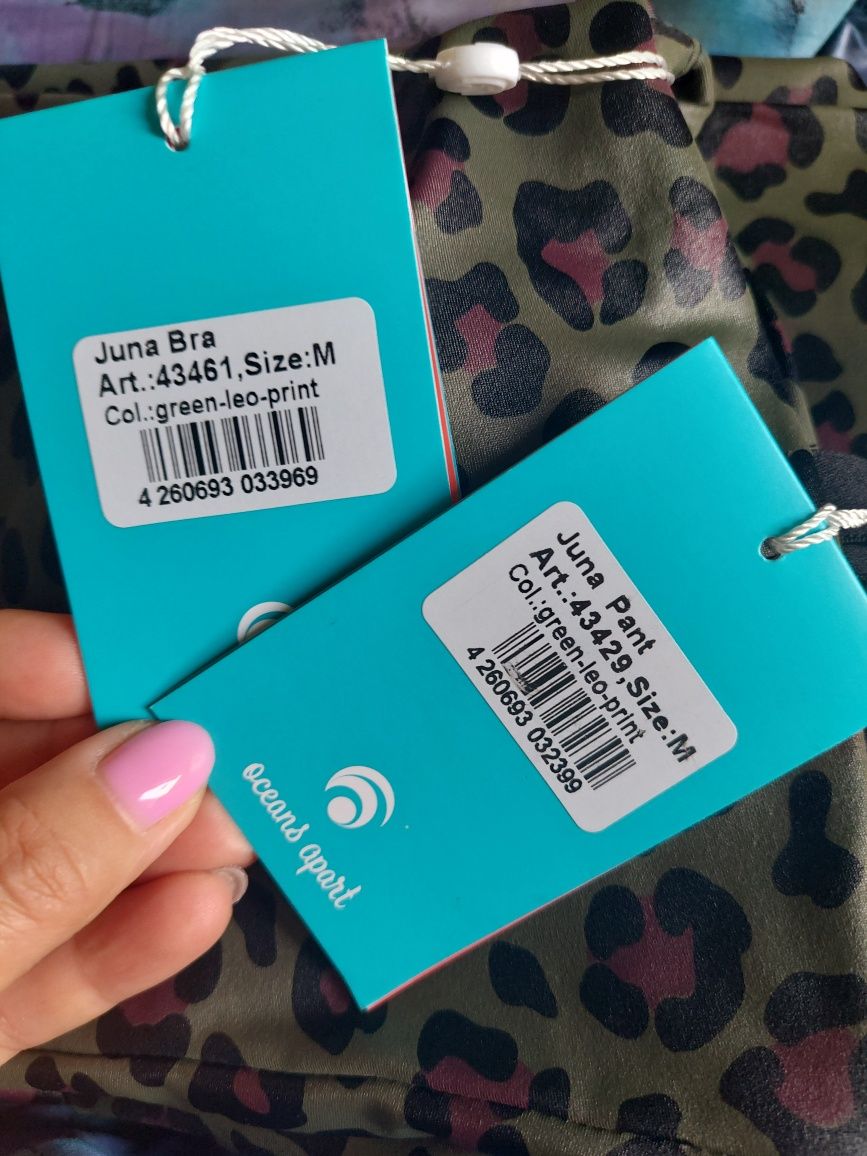 Juna Bra
Art.:43461,Size:M
Col.:green-leo-print
4 260693 033969
Juna Pant
Art.:43429,Size:M
Col.:green-leo-print
4 260693 032399
oceans apart